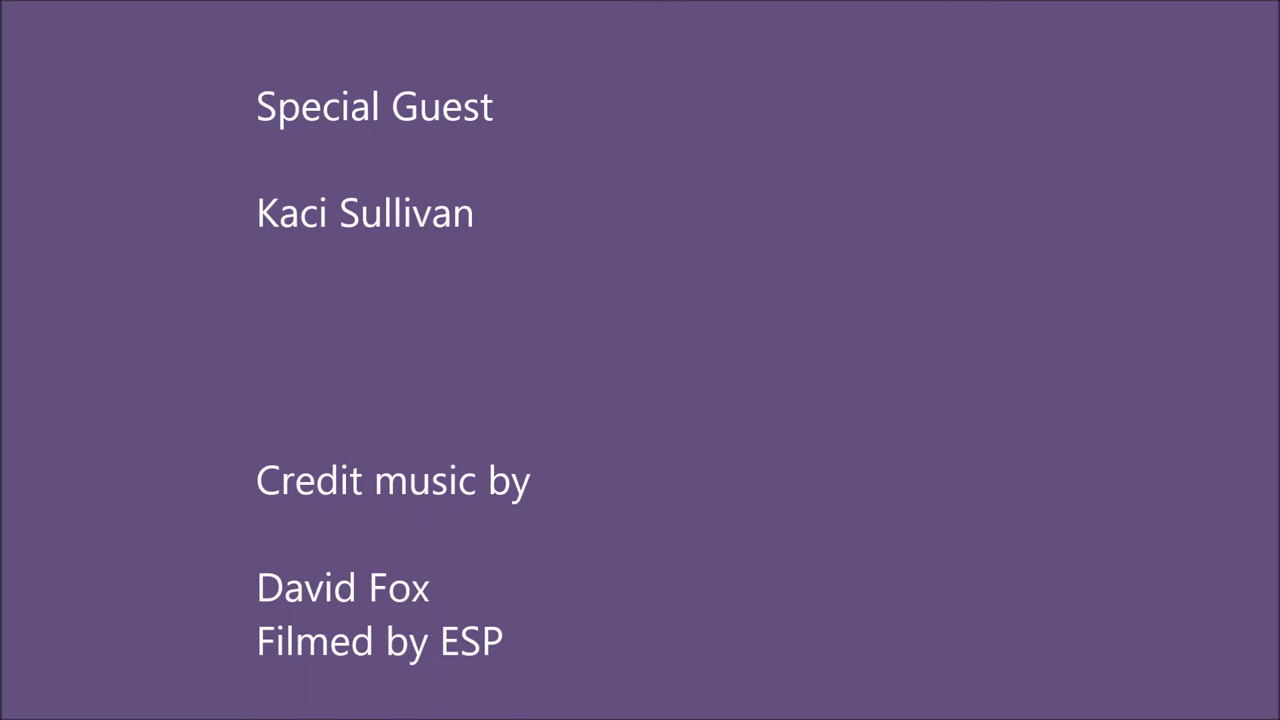 Special Guest
Kaci Sullivan
Credit music by
David Fox
Filmed by ESP